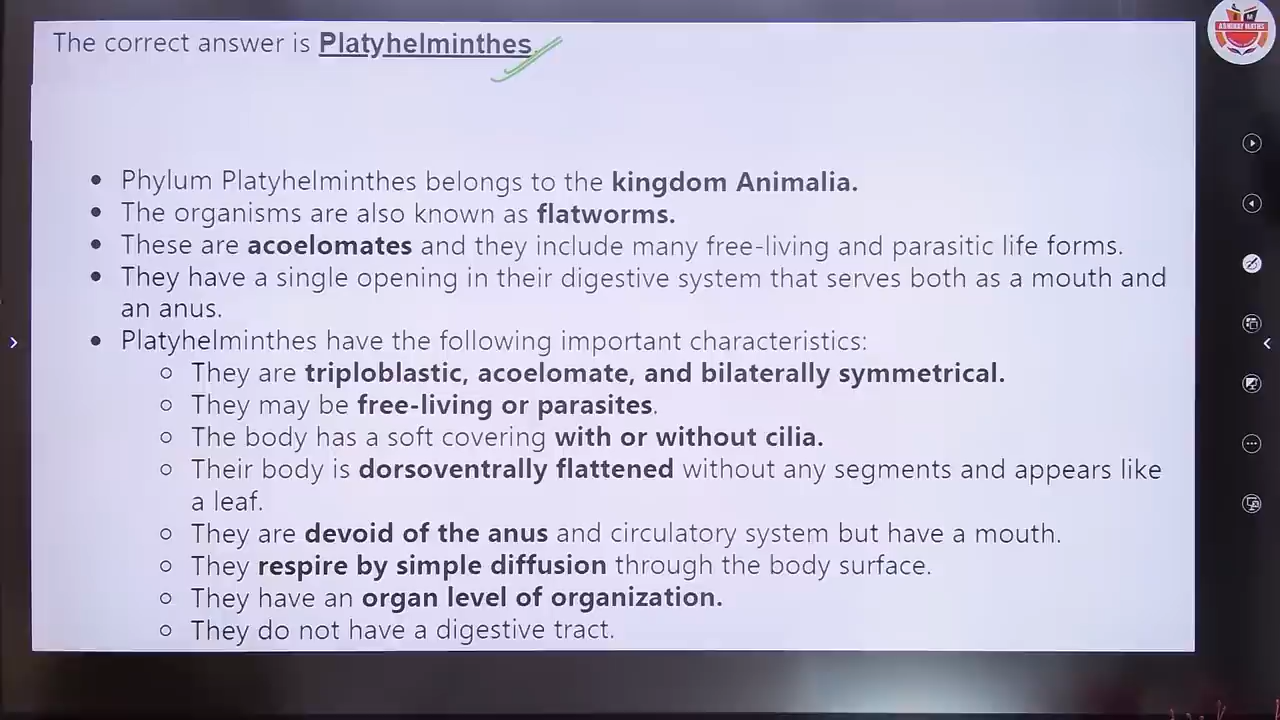 The correct answer is Platyhelminthes.
• Phylum Platyhelminthes belongs to the kingdom Animalia.
• The organisms are also known as flatworms.
• These are acoelomates and they include many free-living and parasitic life forms.
• They have a single opening in their digestive system that serves both as a mouth and
an anus.
• Platyhelminthes have the following important characteristics:
○ They are triploblastic, acoelomate, and bilaterally symmetrical.
○ They may be free-living or parasites.
○ The body has a soft covering with or without cilia.
○ Their body is dorsoventrally flattened without any segments and appears like
a leaf.
○ They are devoid of the anus and circulatory system but have a mouth.
○ They respire by simple diffusion through the body surface.
○ They have an organ level of organization.
○ They do not have a digestive tract.
ABHINAY MATHS